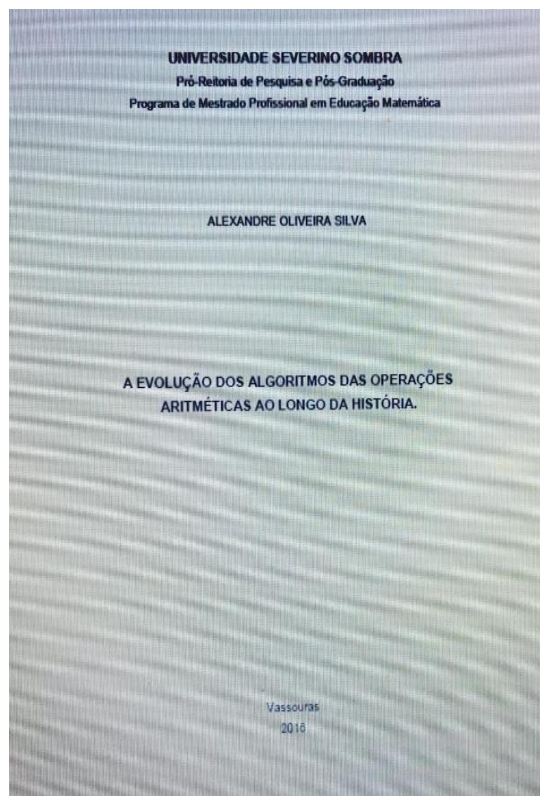 UNIVERSIDADE SEVERINO SOMBRA
Pró-Reitoria de Pesquisa e Pós-Graduação
Programa de Mestrado Profissional em Educação Matemática
ALEXANDRE OLIVEIRA SILVA
A EVOLUÇÃO DOS ALGORITMOS DAS OPERAÇÕES
ARITMÉTICAS AO LONGO DA HISTÓRIA.
Vassouras
2016